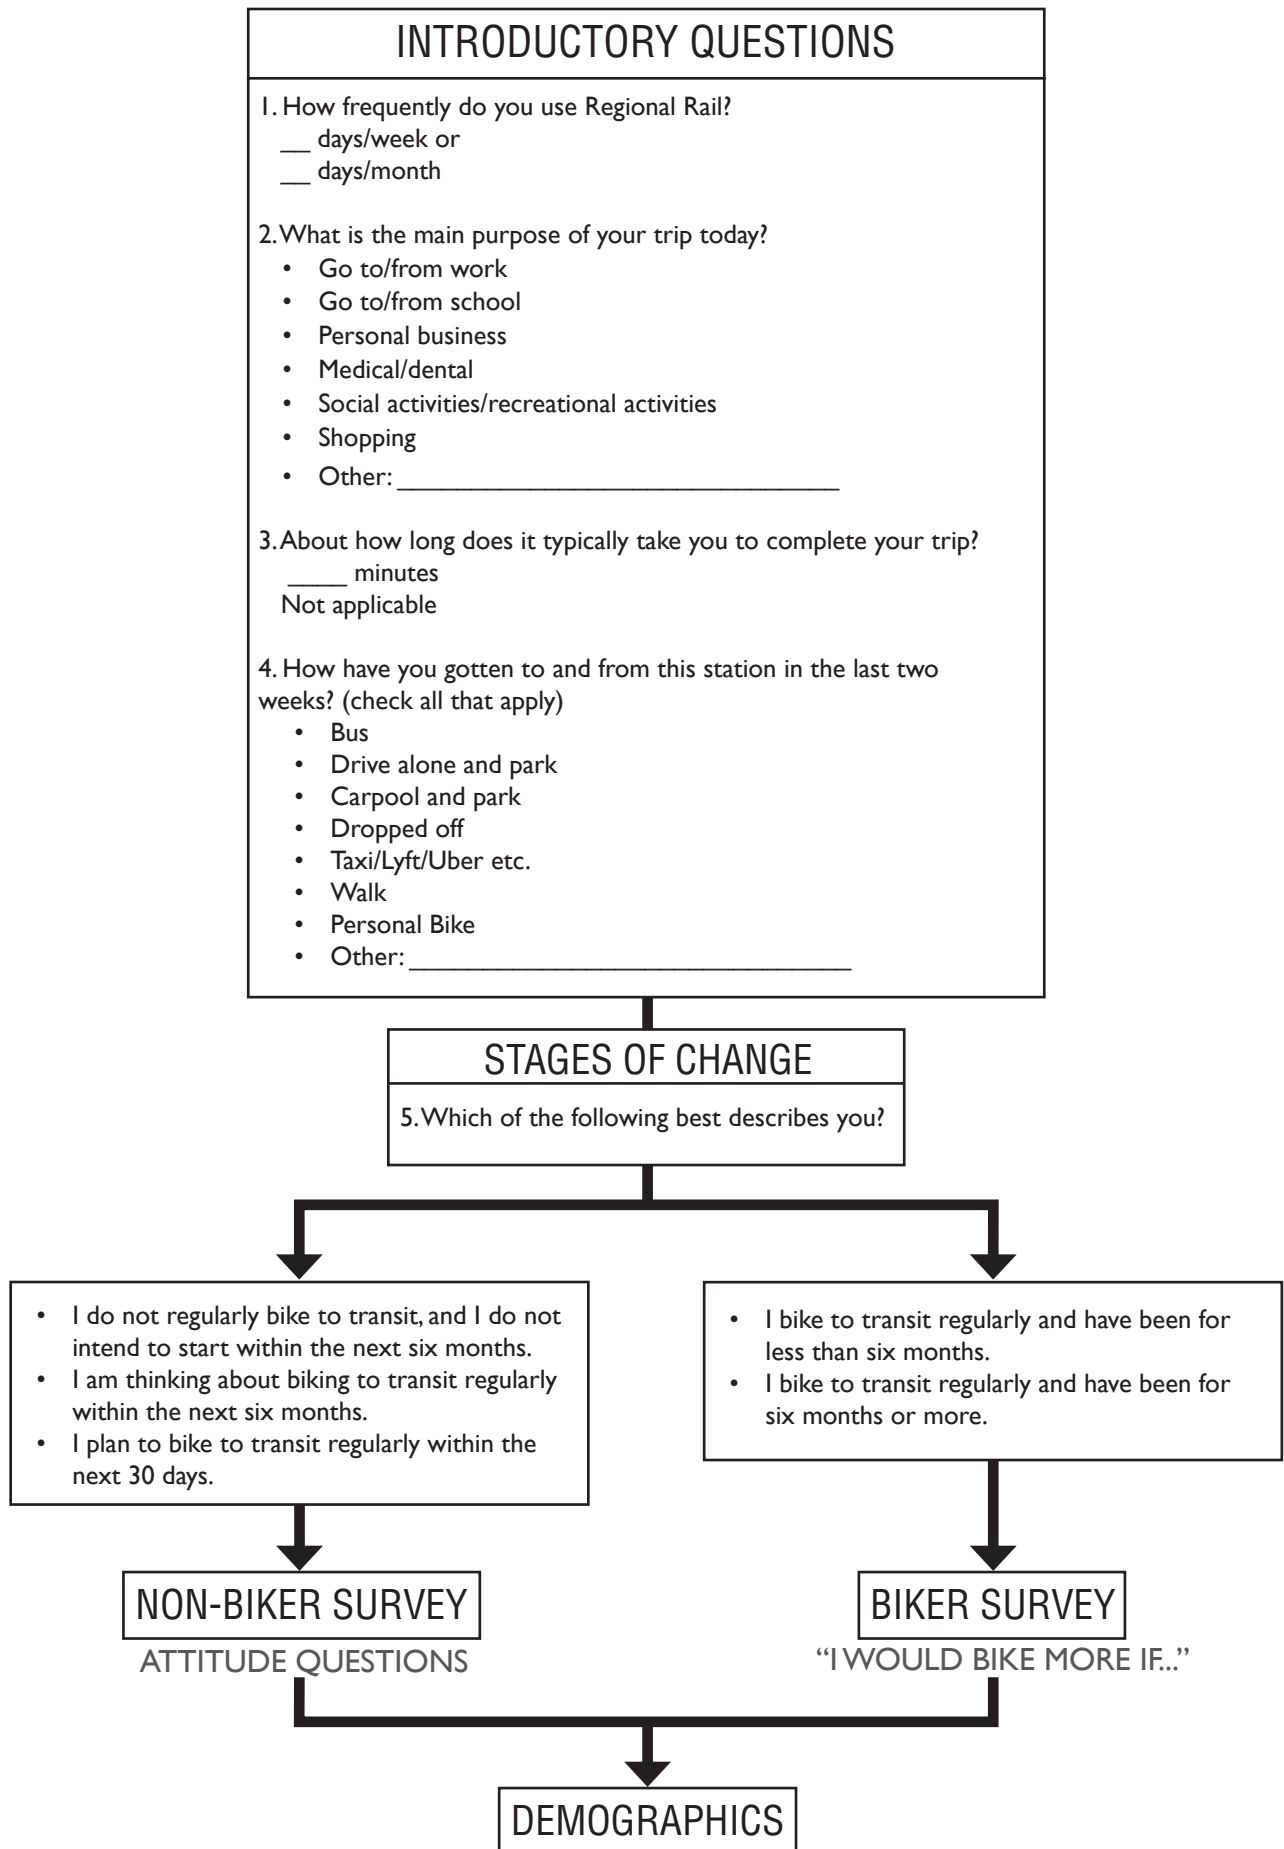 INTRODUCTORY QUESTIONS
1. How frequently do you use Regional Rail?
__ days/week or
__ days/month
2. What is the main purpose of your trip today?
• Go to/from work
• Go to/from school
• Personal business
• Medical/dental
• Social activities/recreational activities
• Shopping
• Other: ______________________________
3. About how long does it typically take you to complete your trip?
____ minutes
Not applicable
4. How have you gotten to and from this station in the last two
weeks? (check all that apply)
• Bus
• Drive alone and park
• Carpool and park
• Dropped off
• Taxi/Lyft/Uber etc.
• Walk
• Personal Bike
• Other: ______________________________
STAGES OF CHANGE
5. Which of the following best describes you?
• I do not regularly bike to transit, and I do not
intend to start within the next six months.
• I am thinking about biking to transit regularly
within the next six months.
• I plan to bike to transit regularly within the
next 30 days.
• I bike to transit regularly and have been for
less than six months.
• I bike to transit regularly and have been for
six months or more.
NON-BIKER SURVEY
ATTITUDE QUESTIONS
BIKER SURVEY
“I WOULD BIKE MORE IF...”
DEMOGRAPHICS